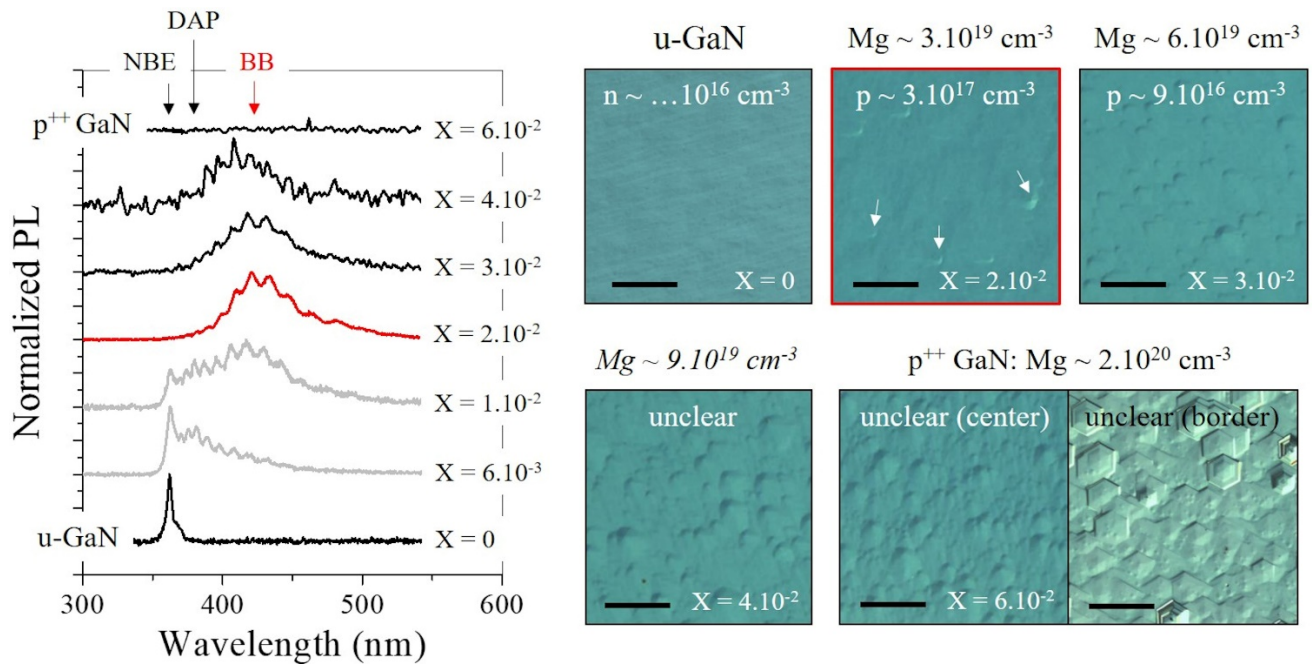 DAP
NBE
BB
p⁺⁺ GaN
X = 6.10⁻²
X = 4.10⁻²
X = 3.10⁻²
X = 2.10⁻²
X = 1.10⁻²
X = 6.10⁻³
u-GaN
X = 0
Normalized PL
300 400 500 600
Wavelength (nm)
u-GaN
n ~ …10¹⁶ cm⁻³
X = 0
Mg ~ 3.10¹⁹ cm⁻³
p ~ 3.10¹⁷ cm⁻³
X = 2.10⁻²
Mg ~ 6.10¹⁹ cm⁻³
p ~ 9.10¹⁶ cm⁻³
X = 3.10⁻²
Mg ~ 9.10¹⁹ cm⁻³
unclear
X = 4.10⁻²
p⁺⁺ GaN: Mg ~ 2.10²⁰ cm⁻³
unclear (center)
X = 6.10⁻²
unclear (border)